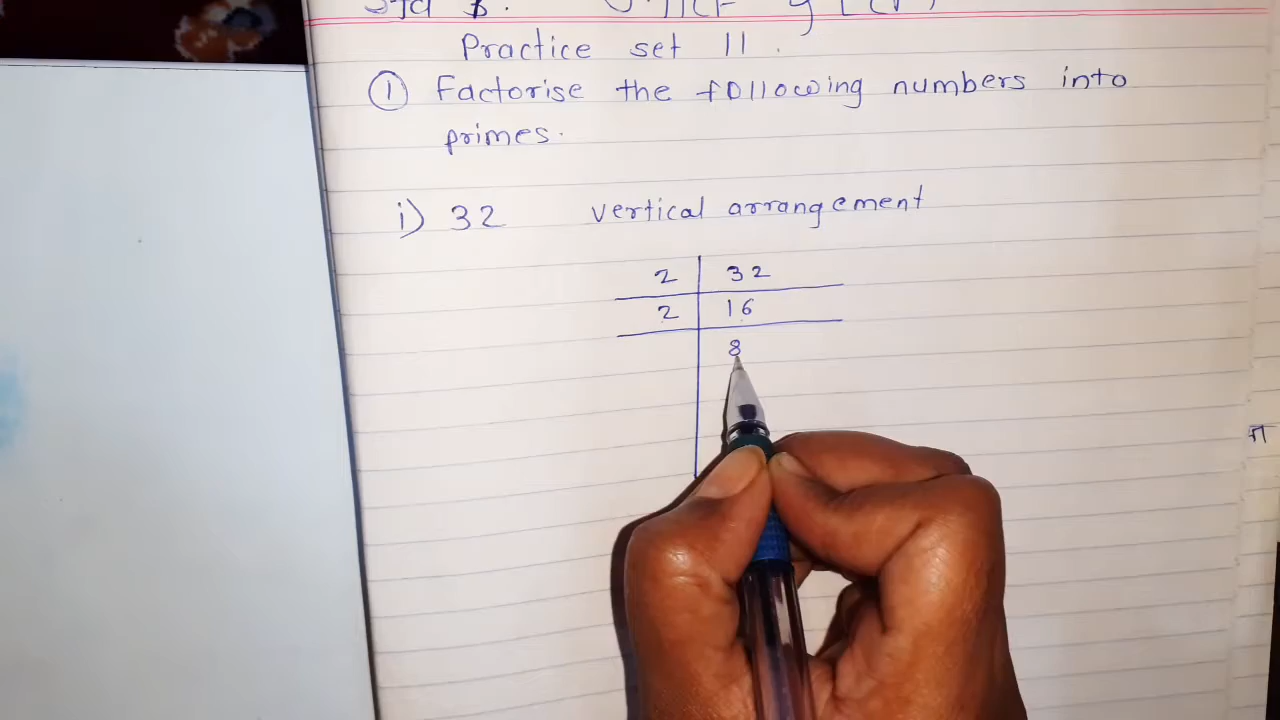 Practice set 11.
① Factorise the following numbers into
primes.
i) 32 vertical arrangement
2 | 32
2 | 16
8